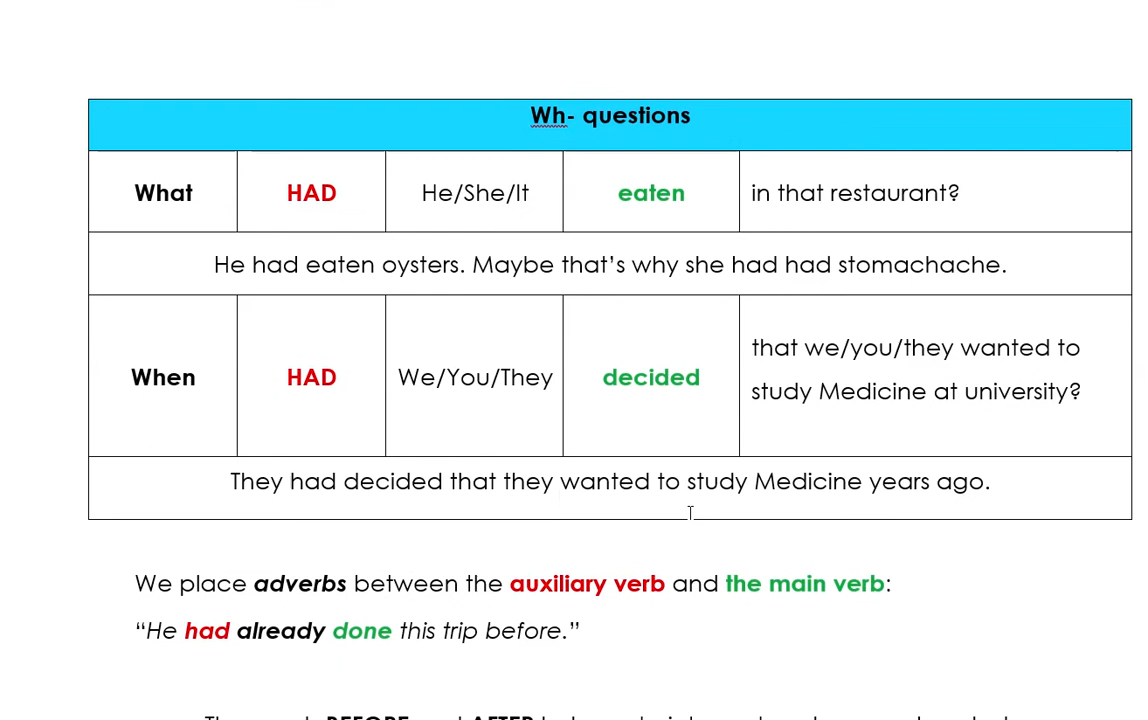 Wh- questions
What HAD He/She/It eaten in that restaurant?
He had eaten oysters. Maybe that’s why she had had stomachache.
that we/you/they wanted to
When HAD We/You/They decided
study Medicine at university?
They had decided that they wanted to study Medicine years ago.
We place adverbs between the auxiliary verb and the main verb:
“He had already done this trip before.”